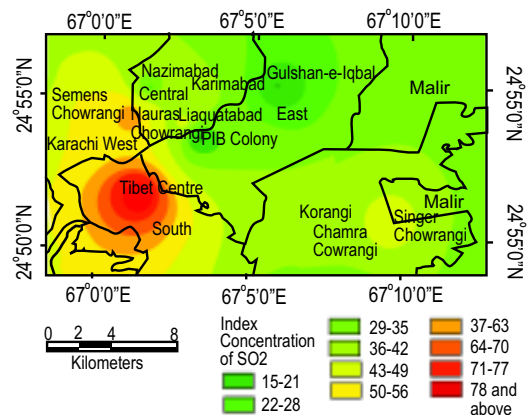 67°0'0"E 67°5'0"E 67°10'0"E
24°55'0"N
24°50'0"N
24°55'0"N
24°55'0"N
Nazimabad
Karimabad
Gulshan-e-Iqbal
Malir
Semens
Chowrangi
Central
Nauras
Chowrang
Liaquatabad
East
PIB Colony
Karachi West
Tibet Centre
South
Korangi
Chamra
Cowrangi
Malir
Singer
Chowrangi
67°0'0"E 67°5'0"E 67°10'0"E
0 2 4 8
Kilometers
Index
Concentration
of SO2
15-21
22-28
29-35
36-42
43-49
50-56
37-63
64-70
71-77
78 and
above